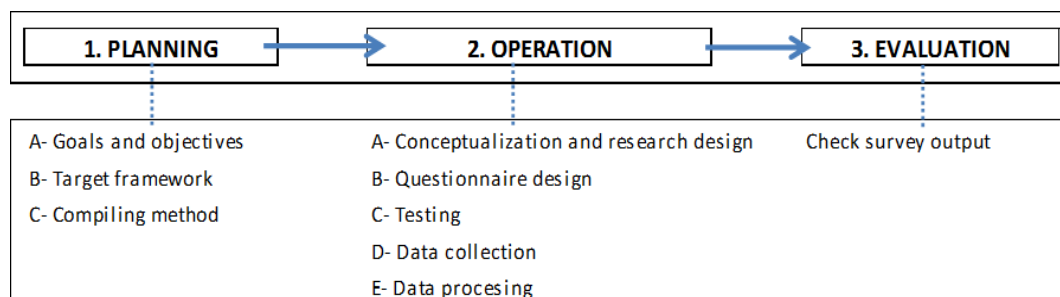 1. PLANNING
2. OPERATION
3. EVALUATION
A- Goals and objectives
B- Target framework
C- Compiling method
A- Conceptualization and research design
B- Questionnaire design
C- Testing
D- Data collection
E- Data procesing
Check survey output